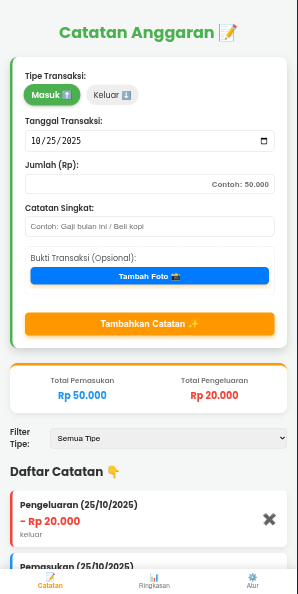 Catatan Anggaran 📝
Tipe Transaksi:
Masuk ⬆️ Keluar ⬇️
Tanggal Transaksi:
10/25/2025
Jumlah (Rp):
Contoh: 50.000
Catatan Singkat:
Contoh: Gaji bulan ini / Beli kopi
Bukti Transaksi (Opsional):
Tambah Foto 📸
Tambahkan Catatan ✨
Total Pemasukan Total Pengeluaran
Rp 50.000 Rp 20.000
Filter
Tipe: Semua Tipe
Daftar Catatan 👇
Pengeluaran (25/10/2025)
- Rp 20.000
keluar
Pemasukan (25/10/2025)
Catatan Ringkasan Atur